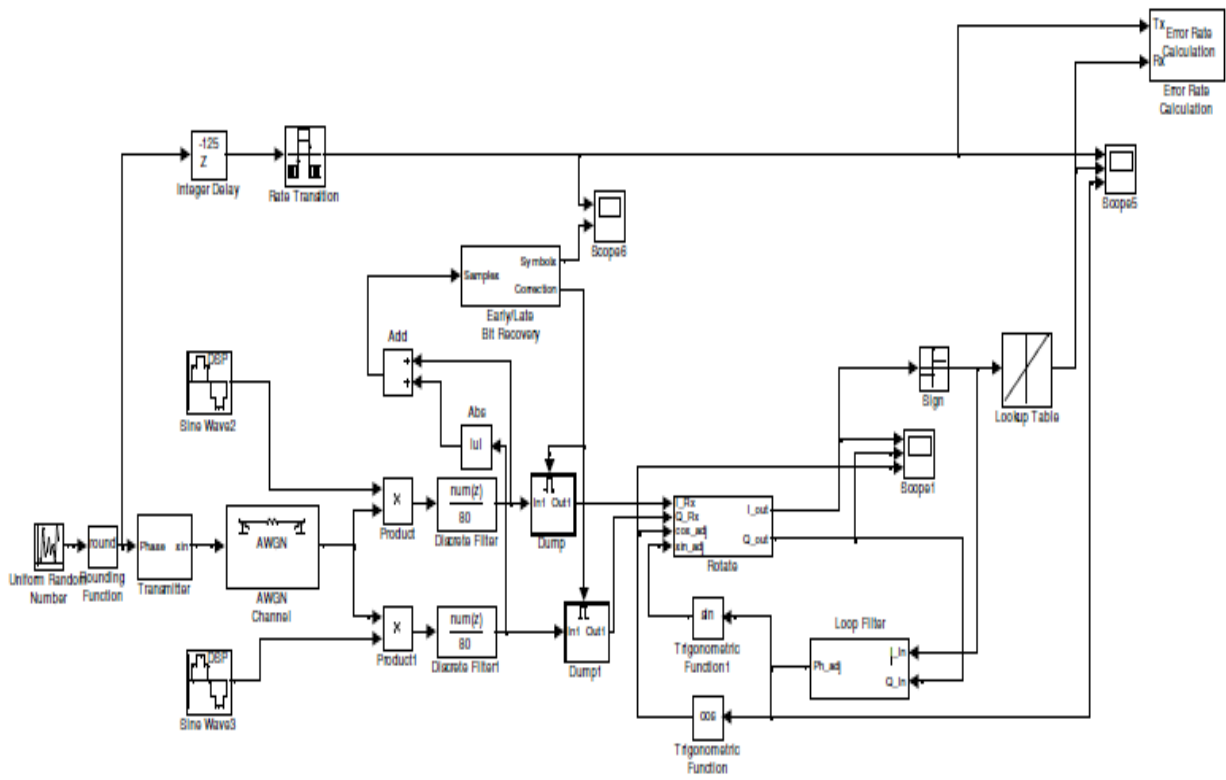 Tx
Error Rate
Calculation
Rx
Error Rate
Calculation
-125
Z
Integer Delay
Rate Transition
Scope5
Scope6
Samples
Symbols
Correction
Early/Late
Bit Recovery
Add
+
+
DSP
Sine Wave2
Abs
|u|
Sign
Lookup Table
Scope1
X
Product
num(z)
80
Discrete Filter
In1 Out1
Dump
I_Rx
Q_Rx
cos_adj
sin_adj
I_out
Q_out
Rotate
Uniform Random
Number
round
Rounding
Function
Phase sin
Transmitter
AWGN
AWGN
Channel
X
Product1
num(z)
80
Discrete Filter1
In1 Out1
Dump1
sin
Trigonometric
Function1
Loop Filter
Ph_adj
I_In
Q_In
DSP
Sine Wave3
cos
Trigonometric
Function